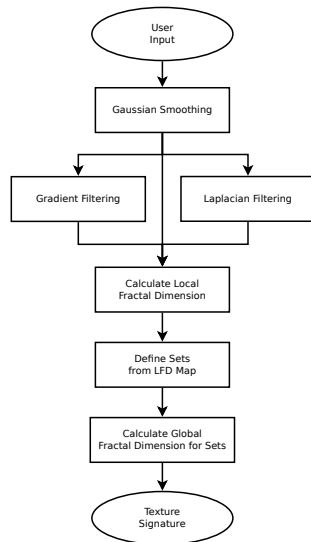 User
Input
Gaussian Smoothing
Gradient Filtering
Laplacian Filtering
Calculate Local
Fractal Dimension
Define Sets
from LFD Map
Calculate Global
Fractal Dimension for Sets
Texture
Signature